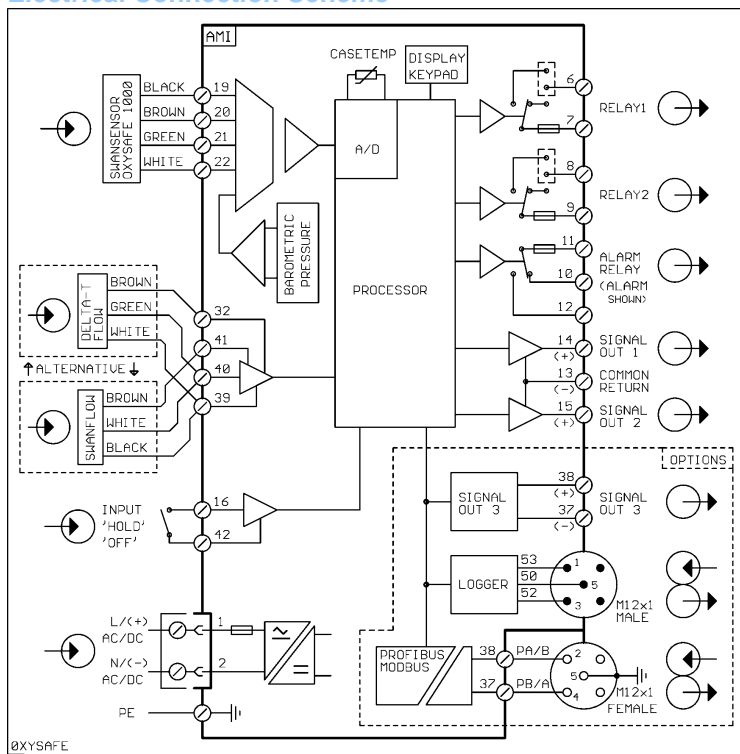 Electrical Connection Scheme
AMI
CASETEMP
DISPLAY
KEYPAD
A/D
PROCESSOR
SWANSENSOR
OXYSAFE 1000
BLACK 19
BROWN 20
GREEN 21
WHITE 22
BAROMETRIC
PRESSURE
DELTA-T
FLOW
BROWN
GREEN
WHITE
32
41
40
39
↑ALTERNATIVE↓
SWANFLOW
BROWN
WHITE
BLACK
INPUT
'HOLD'
'OFF'
16
42
L/(+)
AC/DC
1
N/(-)
AC/DC
2
PE
6
RELAY1
7
8
RELAY2
9
11
ALARM
10 RELAY
(ALARM
SHOWN)
12
14 SIGNAL
(+) OUT 1
13 COMMON
(-) RETURN
15 SIGNAL
(+) OUT 2
OPTIONS
SIGNAL
OUT 3
38
(+)
37
(-)
SIGNAL
OUT 3
LOGGER
53
50
52
1
5
3
M12x1
MALE
PROFIBUS
MODBUS
38 PA/B
37 PB/A
2
5
4
M12x1
FEMALE
ØXYSAFE